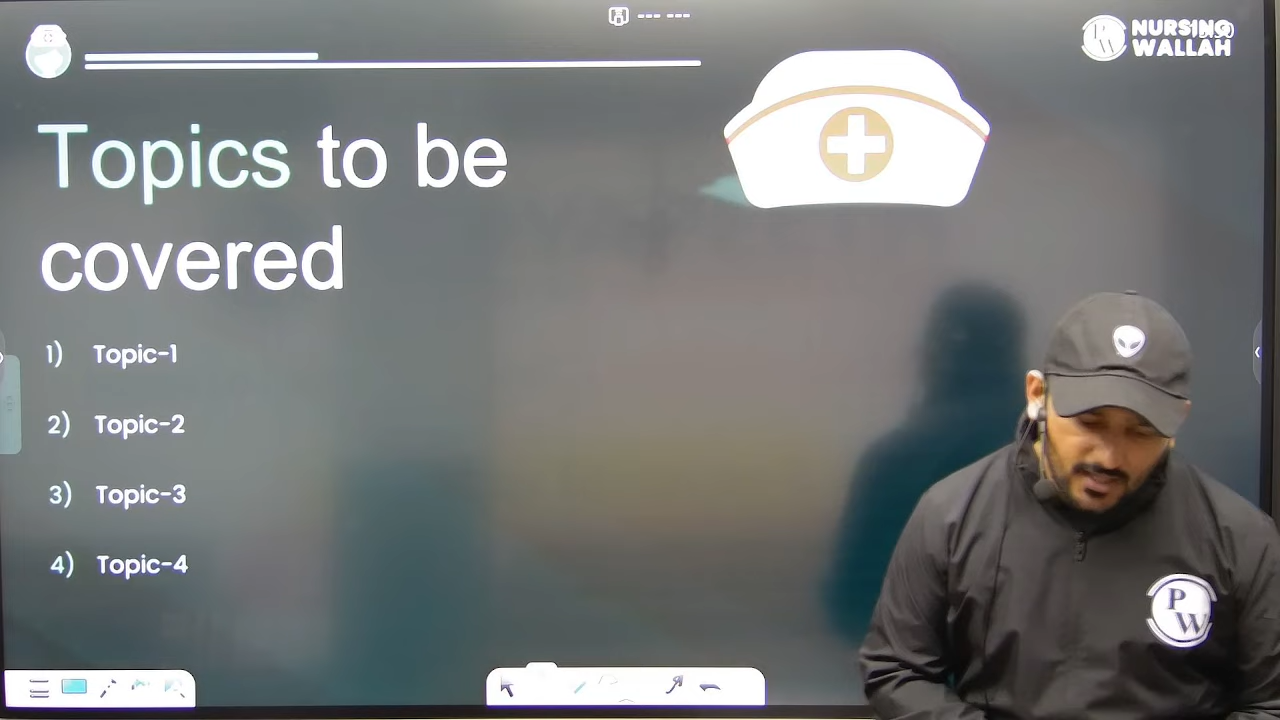 NURSING
WALLAH
Topics to be
covered
1) Topic-1
2) Topic-2
3) Topic-3
4) Topic-4
P
W